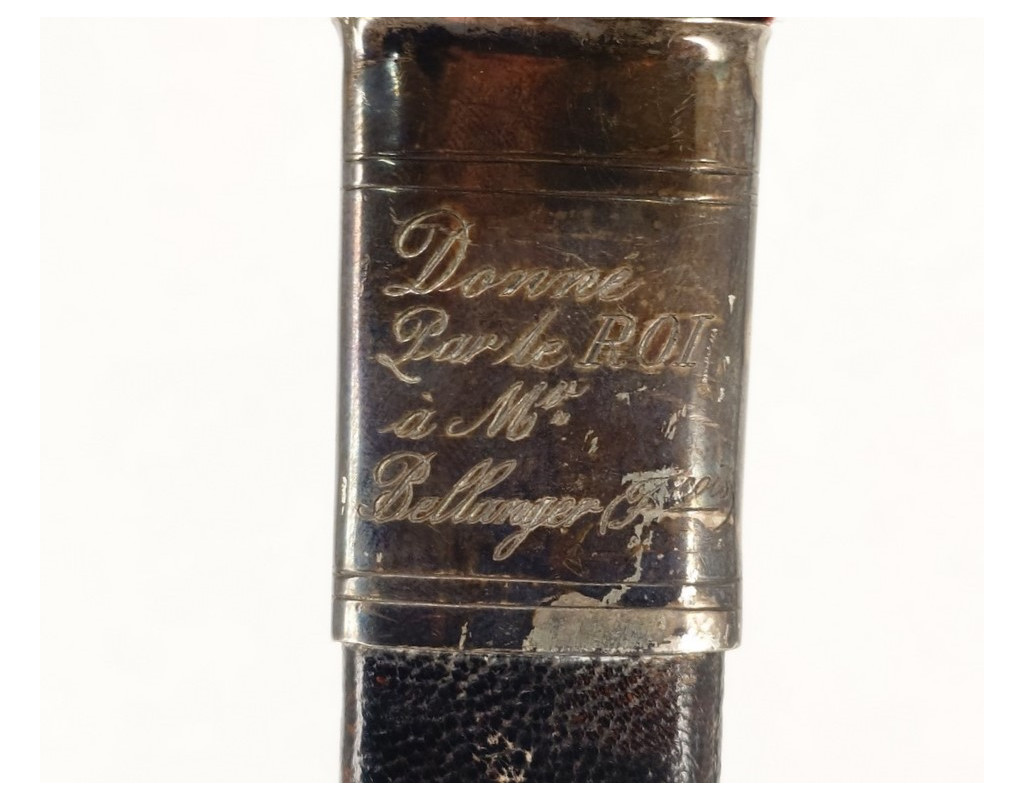 Donné
Par le ROI
à Mr
Bellanger